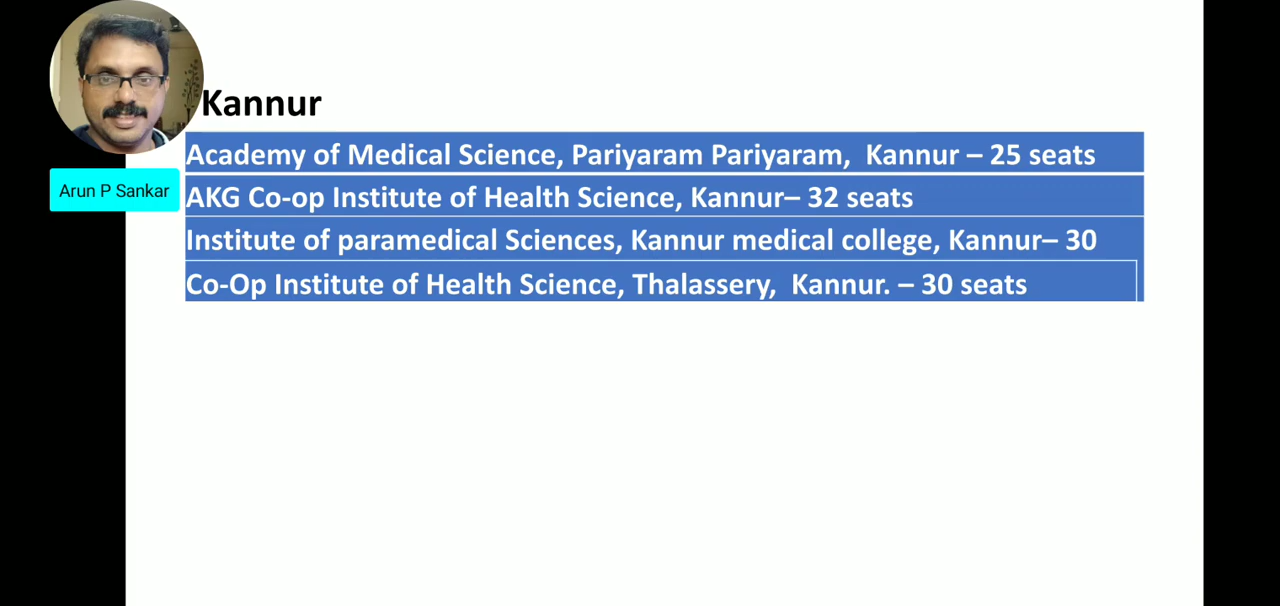 Kannur
Academy of Medical Science, Pariyaram Pariyaram, Kannur – 25 seats
Arun P Sankar
AKG Co-op Institute of Health Science, Kannur– 32 seats
Institute of paramedical Sciences, Kannur medical college, Kannur– 30
Co-Op Institute of Health Science, Thalassery, Kannur. – 30 seats